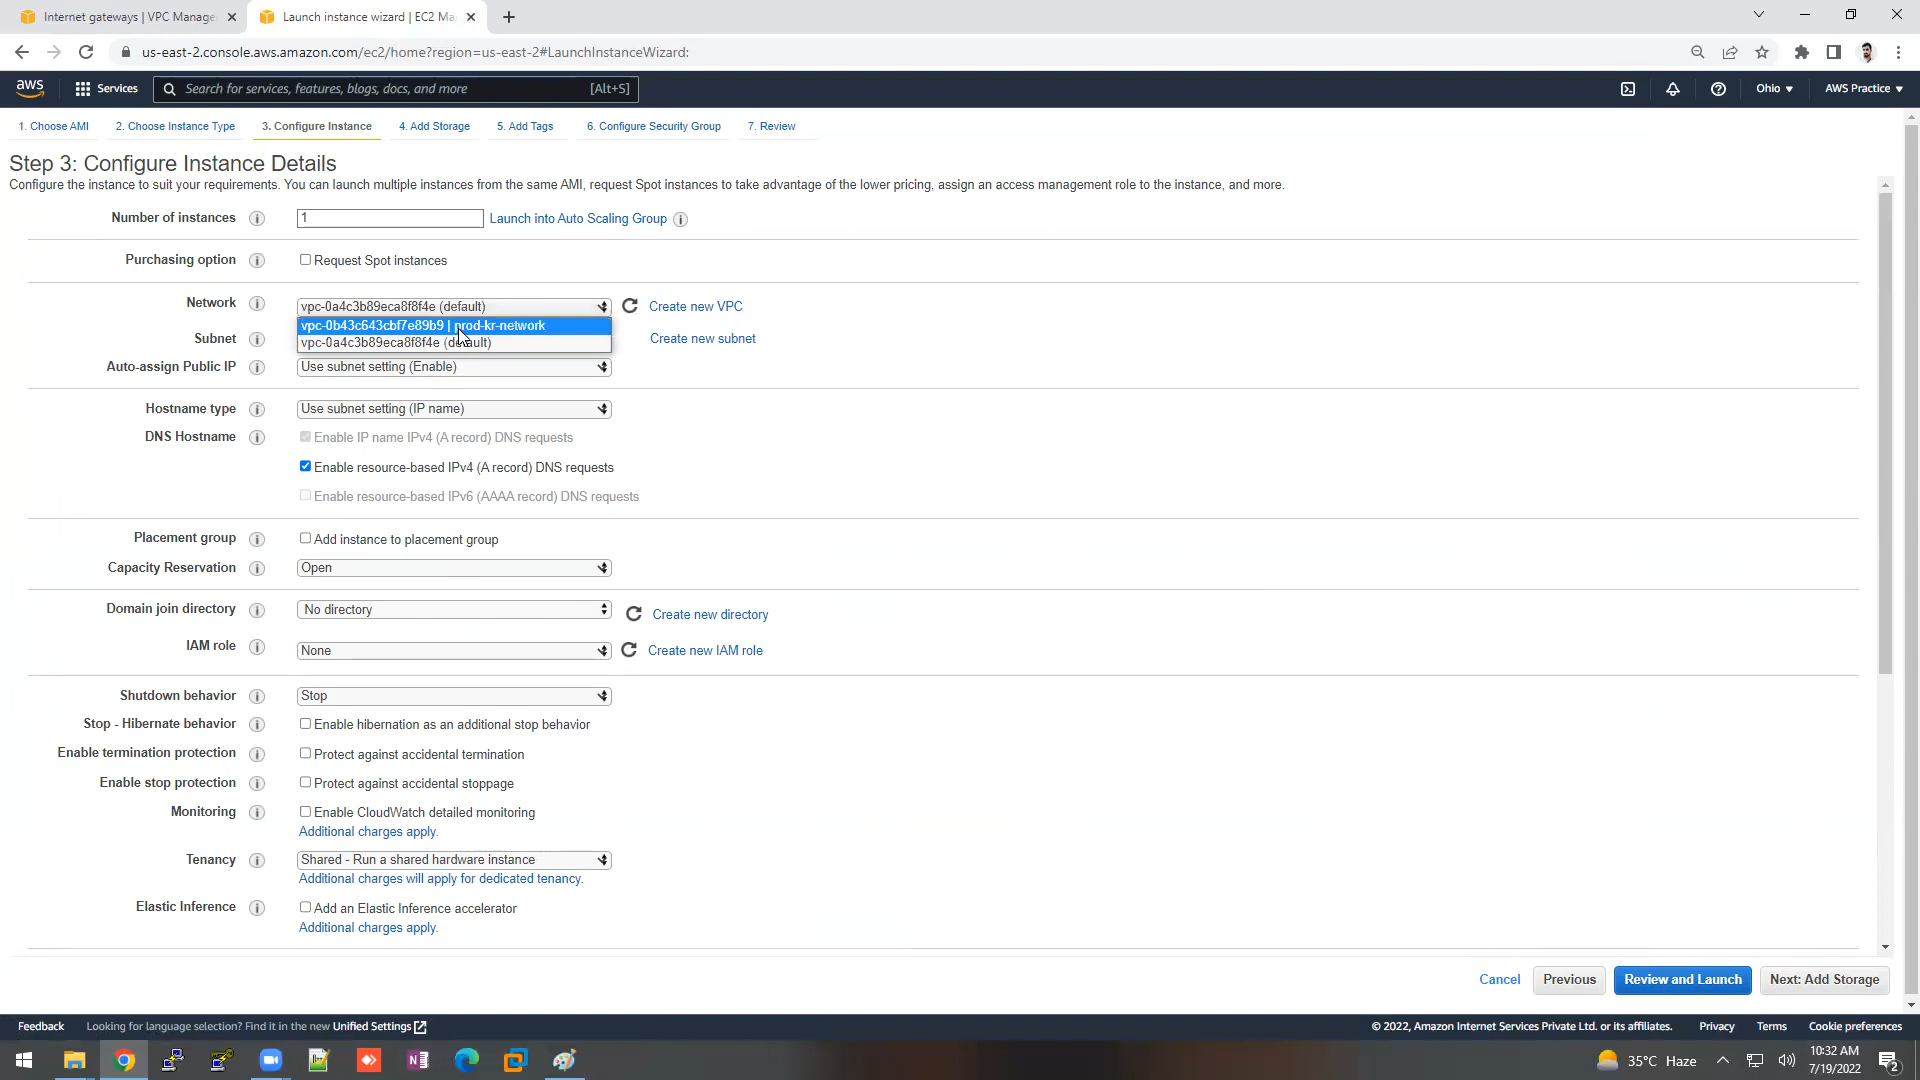 Internet gateways | VPC Manage
Launch instance wizard | EC2 Ma
us-east-2.console.aws.amazon.com/ec2/home?region=us-east-2#LaunchInstanceWizard:
aws
Services
Search for services, features, blogs, docs, and more
[Alt+S]
Ohio
AWS Practice
1. Choose AMI
2. Choose Instance Type
3. Configure Instance
4. Add Storage
5. Add Tags
6. Configure Security Group
7. Review
Step 3: Configure Instance Details
Configure the instance to suit your requirements. You can launch multiple instances from the same AMI, request Spot instances to take advantage of the lower pricing, assign an access management role to the instance, and more.
Number of instances
1
Launch into Auto Scaling Group
Purchasing option
Request Spot instances
Network
vpc-0a4c3b89eca8f8f4e (default)
Create new VPC
vpc-0b43c643cbf7e89b9 | prod-kr-network
Subnet
vpc-0a4c3b89eca8f8f4e (default)
Create new subnet
Auto-assign Public IP
Use subnet setting (Enable)
Hostname type
Use subnet setting (IP name)
DNS Hostname
Enable IP name IPv4 (A record) DNS requests
Enable resource-based IPv4 (A record) DNS requests
Enable resource-based IPv6 (AAAA record) DNS requests
Placement group
Add instance to placement group
Capacity Reservation
Open
Domain join directory
No directory
Create new directory
IAM role
None
Create new IAM role
Shutdown behavior
Stop
Stop - Hibernate behavior
Enable hibernation as an additional stop behavior
Enable termination protection
Protect against accidental termination
Enable stop protection
Protect against accidental stoppage
Monitoring
Enable CloudWatch detailed monitoring
Additional charges apply.
Tenancy
Shared - Run a shared hardware instance
Additional charges will apply for dedicated tenancy.
Elastic Inference
Add an Elastic Inference accelerator
Additional charges apply.
Cancel
Previous
Review and Launch
Next: Add Storage
Feedback
Looking for language selection? Find it in the new Unified Settings
© 2022, Amazon Internet Services Private Ltd. or its affiliates.
Privacy
Terms
Cookie preferences
35°C Haze
10:32 AM
7/19/2022
2